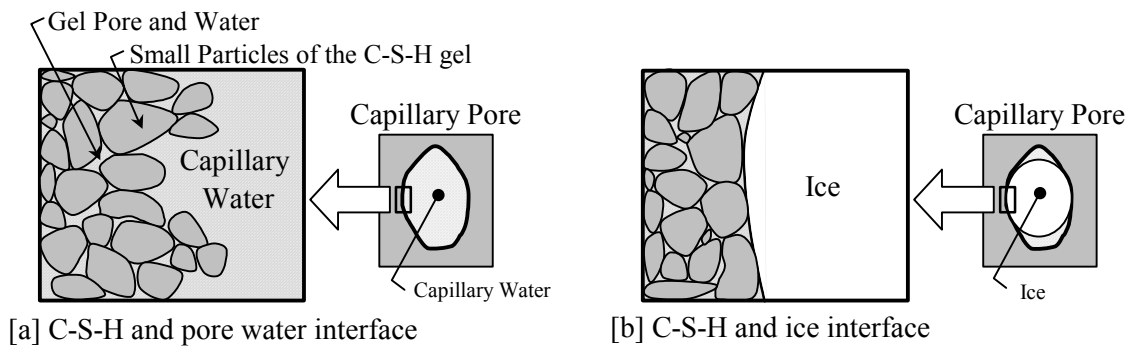 Gel Pore and Water
Small Particles of the C-S-H gel
Capillary
Water
Capillary Pore
Capillary Water
[a] C-S-H and pore water interface
Ice
Capillary Pore
Ice
[b] C-S-H and ice interface